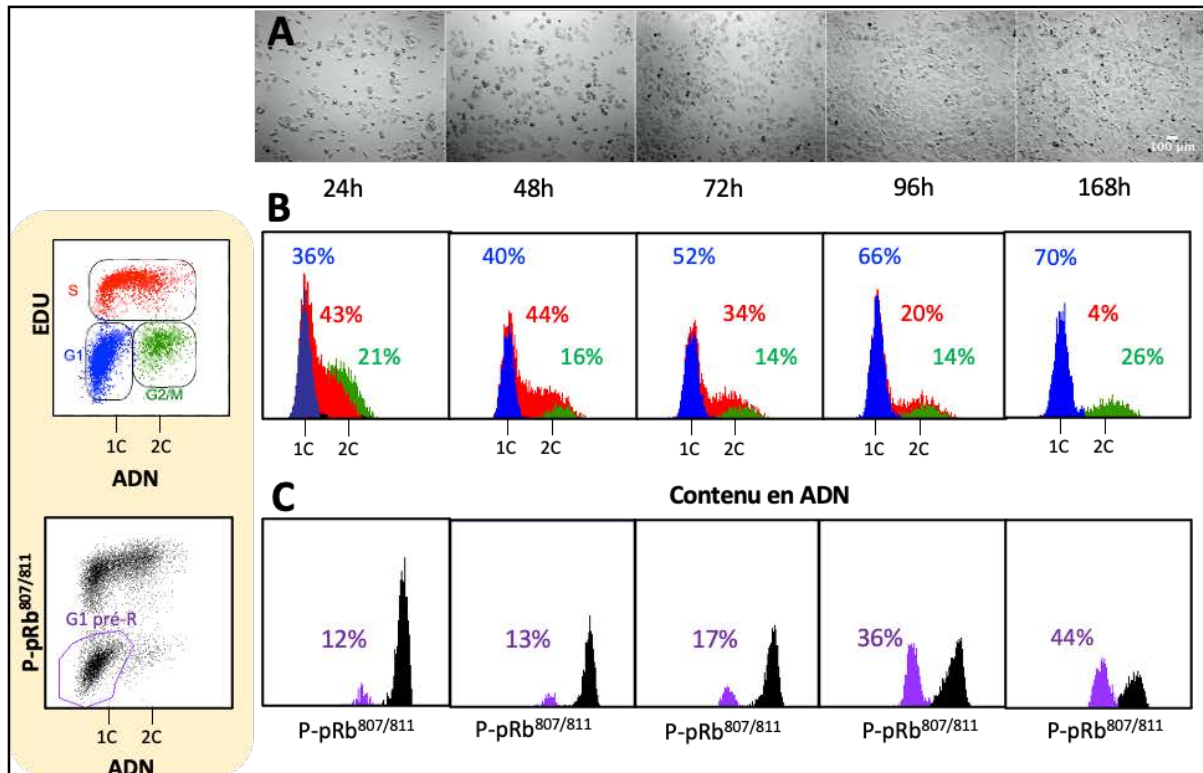 A
100 µm
24h 48h 72h 96h 168h
B
36% 40% 52% 66% 70%
43% 44% 34% 20% 4%
21% 16% 14% 14% 26%
1C 2C 1C 2C 1C 2C 1C 2C 1C 2C
Contenu en ADN
EDU
S
G1
G2/M
1C 2C
ADN
C
12% 13% 17% 36% 44%
P-pRb807/811 P-pRb807/811 P-pRb807/811 P-pRb807/811 P-pRb807/811
P-pRb807/811
G1 pré-R
1C 2C
ADN